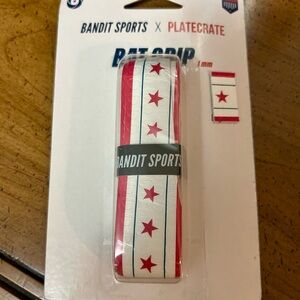 BANDIT SPORTS X PLATECRATE
BAT GRIP
1mm
BANDIT SPORTS